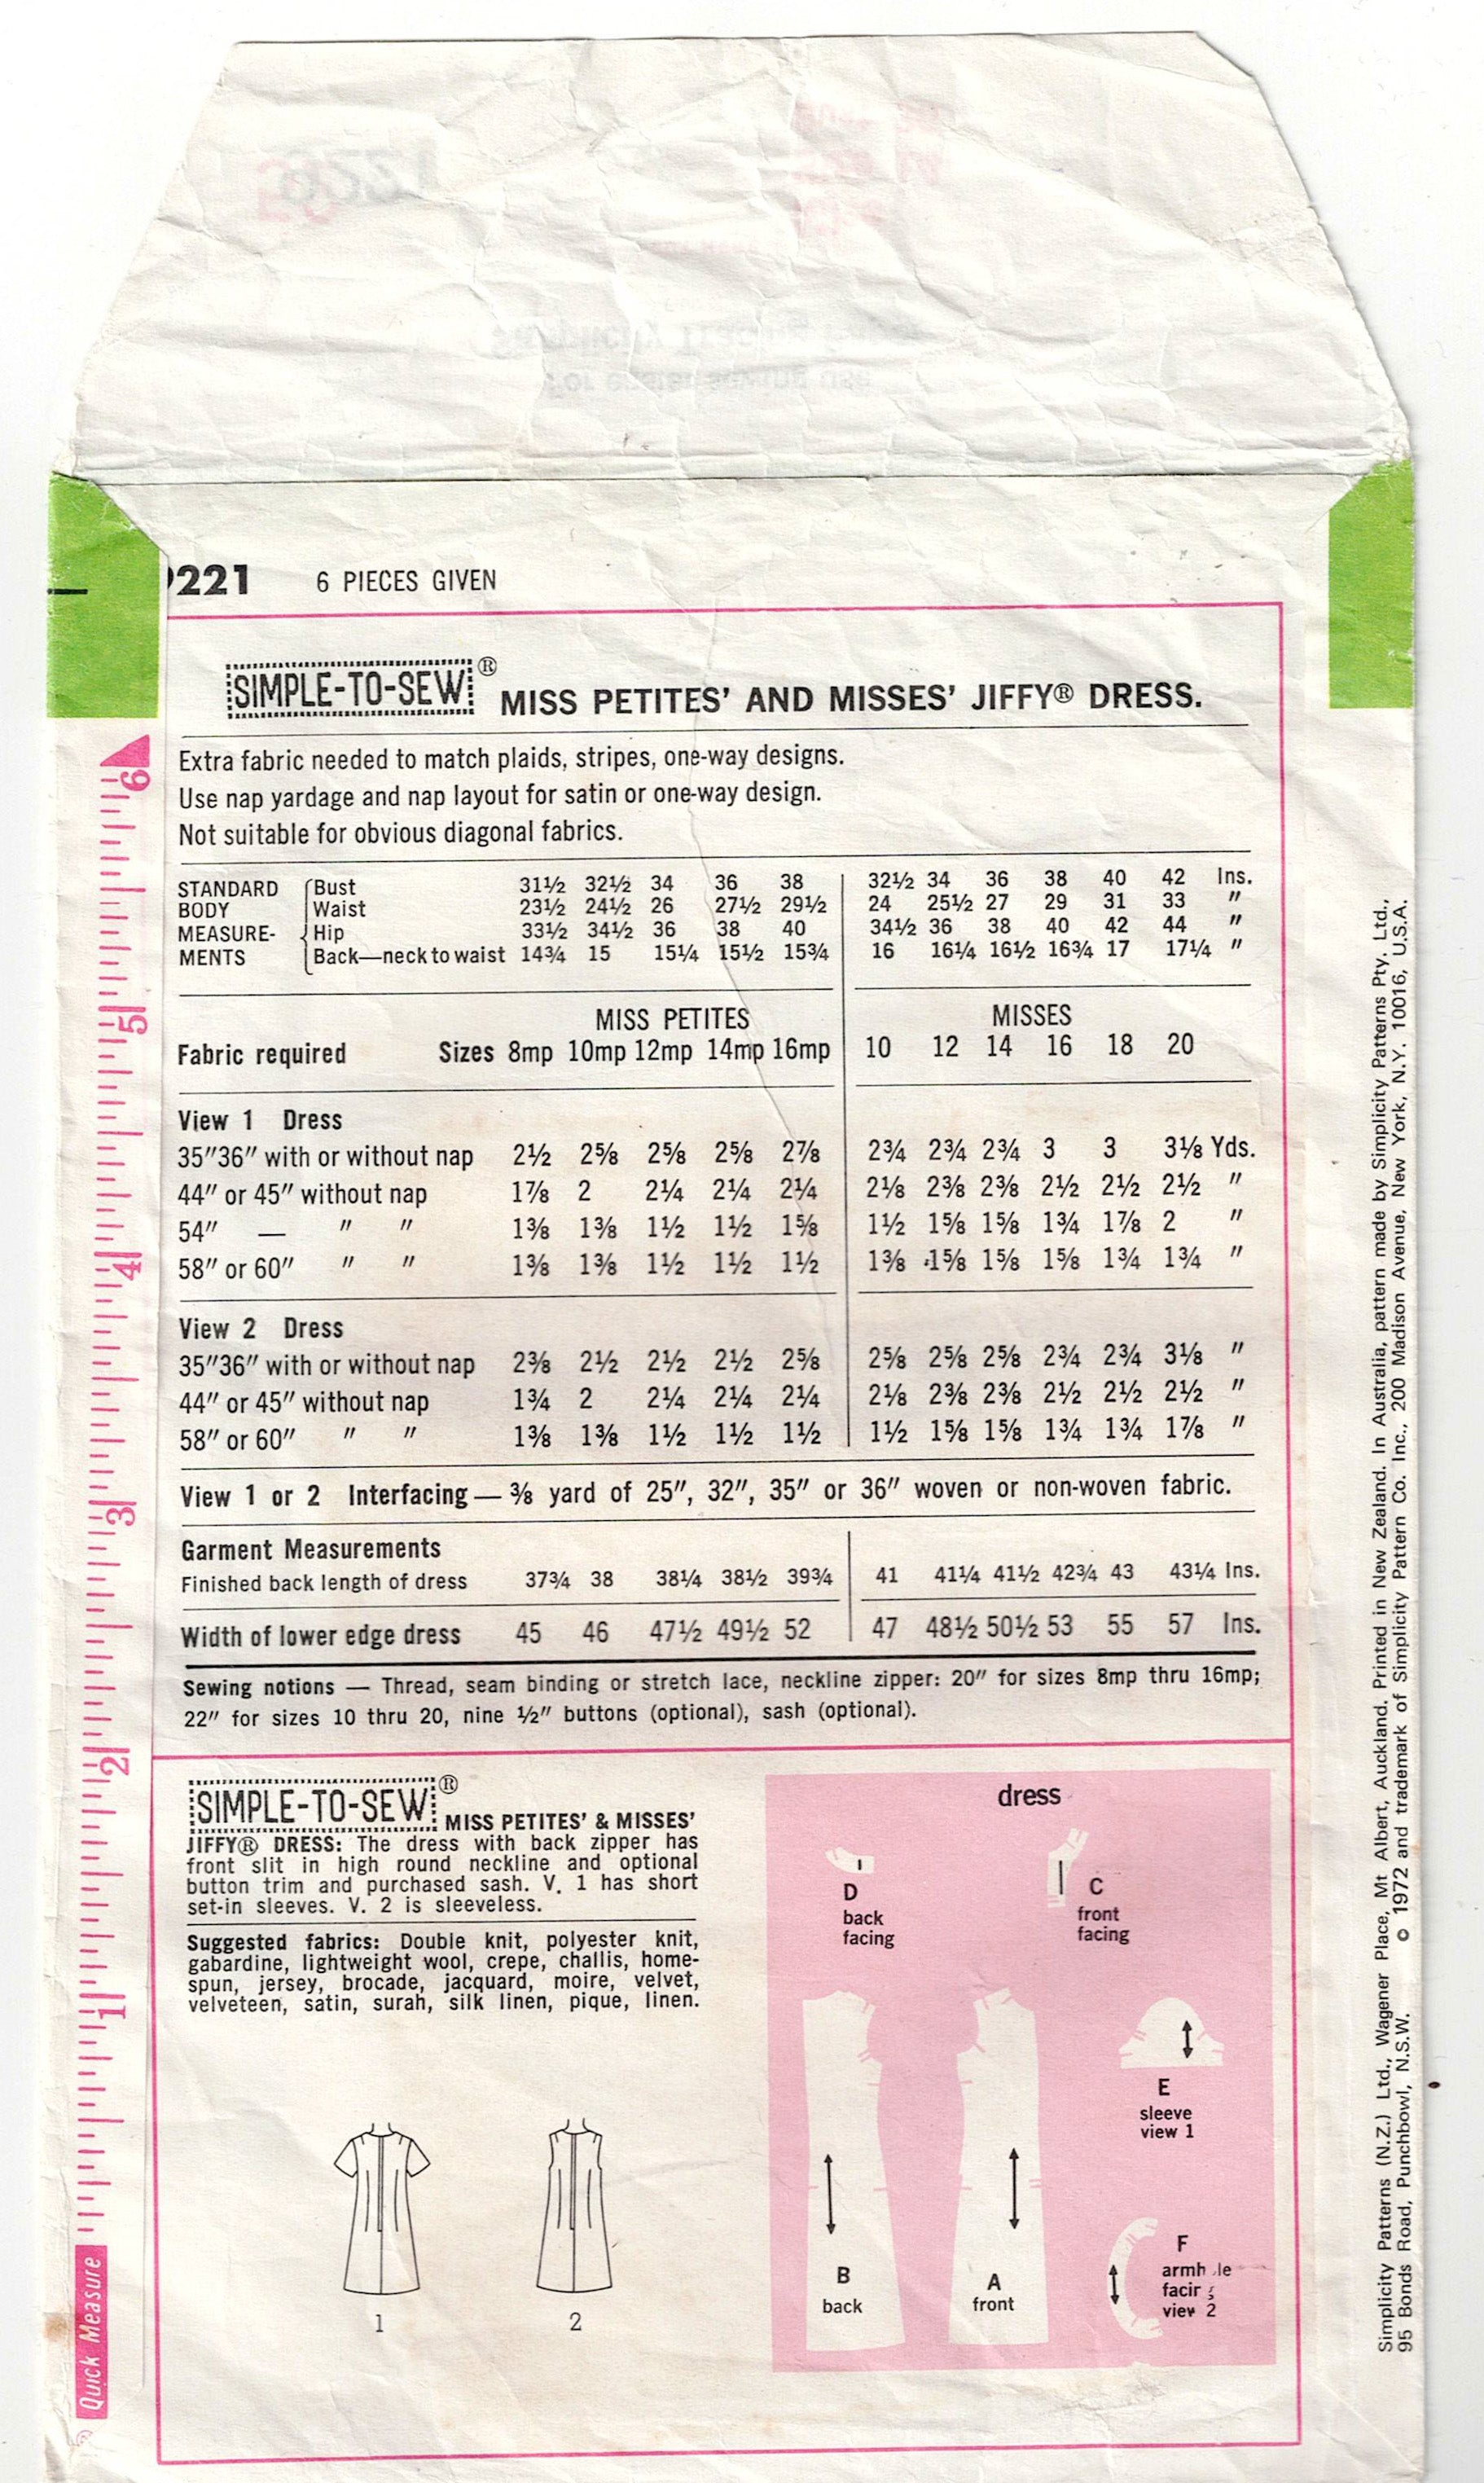 9221 6 PIECES GIVEN
SIMPLE-TO-SEW® MISS PETITES' AND MISSES' JIFFY® DRESS.
Extra fabric needed to match plaids, stripes, one-way designs.
Use nap yardage and nap layout for satin or one-way design.
Not suitable for obvious diagonal fabrics.
STANDARD Bust 31½ 32½ 34 36 38 32½ 34 36 38 40 42 Ins.
BODY Waist 23½ 24½ 26 27½ 29½ 24 25½ 27 29 31 33 "
MEASURE- Hip 33½ 34½ 36 38 40 34½ 36 38 40 42 44 "
MENTS Back—neck to waist 14¾ 15 15¼ 15½ 15¾ 16 16¼ 16½ 16¾ 17 17¼ "
MISS PETITES MISSES
Fabric required Sizes 8mp 10mp 12mp 14mp 16mp 10 12 14 16 18 20
View 1 Dress
35"36" with or without nap 2½ 2⅝ 2⅝ 2⅝ 2⅞ 2¾ 2¾ 2¾ 3 3 3⅛ Yds.
44" or 45" without nap 1⅞ 2 2¼ 2¼ 2¼ 2⅛ 2⅜ 2⅜ 2½ 2½ 2½ "
54" — " " 1⅜ 1⅜ 1½ 1½ 1⅝ 1½ 1⅝ 1⅝ 1¾ 1⅞ 2 "
58" or 60" " " 1⅜ 1⅜ 1½ 1½ 1½ 1⅜ 1⅝ 1⅝ 1⅝ 1¾ 1¾ "
View 2 Dress
35"36" with or without nap 2⅜ 2½ 2½ 2½ 2⅝ 2⅝ 2⅝ 2⅝ 2¾ 2¾ 3⅛ "
44" or 45" without nap 1¾ 2 2¼ 2¼ 2¼ 2⅛ 2⅜ 2⅜ 2½ 2½ 2½ "
58" or 60" " " 1⅜ 1⅜ 1½ 1½ 1½ 1½ 1⅝ 1⅝ 1¾ 1¾ 1⅞ "
View 1 or 2 Interfacing — ⅜ yard of 25", 32", 35" or 36" woven or non-woven fabric.
Garment Measurements
Finished back length of dress 37¾ 38 38¼ 38½ 39¾ 41 41¼ 41½ 42¾ 43 43¼ Ins.
Width of lower edge dress 45 46 47½ 49½ 52 47 48½ 50½ 53 55 57 Ins.
Sewing notions — Thread, seam binding or stretch lace, neckline zipper: 20" for sizes 8mp thru 16mp;
22" for sizes 10 thru 20, nine ½" buttons (optional), sash (optional).
SIMPLE-TO-SEW® MISS PETITES' & MISSES'
JIFFY® DRESS: The dress with back zipper has
front slit in high round neckline and optional
button trim and purchased sash. V. 1 has short
set-in sleeves. V. 2 is sleeveless.
Suggested fabrics: Double knit, polyester knit,
gabardine, lightweight wool, crepe, challis, home-
spun, jersey, brocade, jacquard, moire, velvet,
velveteen, satin, surah, silk linen, pique, linen.
1
2
dress
D
back
facing
C
front
facing
E
sleeve
view 1
B
back
A
front
F
armhole
facing
view 2
6
5
4
3
2
1
Quick Measure
Simplicity Patterns (N.Z.) Ltd., Wagener Place, Mt Albert, Auckland. Printed in New Zealand. In Australia, pattern made by Simplicity Patterns Pty. Ltd.,
95 Bonds Road, Punchbowl, N.S.W. © 1972 and trademark of Simplicity Pattern Co. Inc., 200 Madison Avenue, New York, N.Y. 10016, U.S.A.